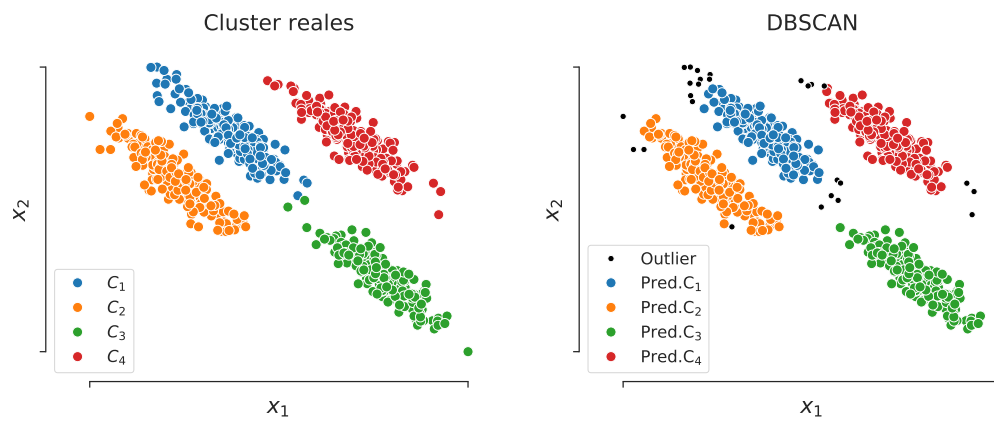 Cluster reales
x2
C1
C2
C3
C4
x1
DBSCAN
x2
Outlier
Pred.C1
Pred.C2
Pred.C3
Pred.C4
x1